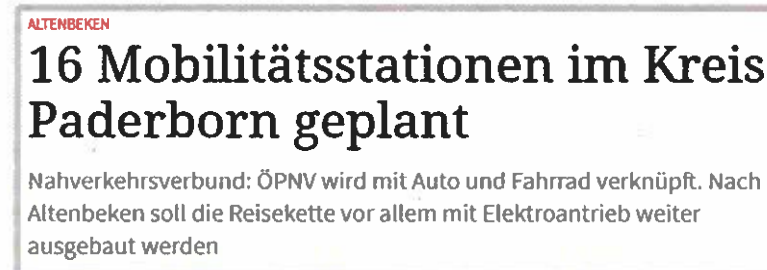 ALTENBEKEN
16 Mobilitätsstationen im Kreis
Paderborn geplant
Nahverkehrsverbund: ÖPNV wird mit Auto und Fahrrad verknüpft. Nach
Altenbeken soll die Reisekette vor allem mit Elektroantrieb weiter
ausgebaut werden